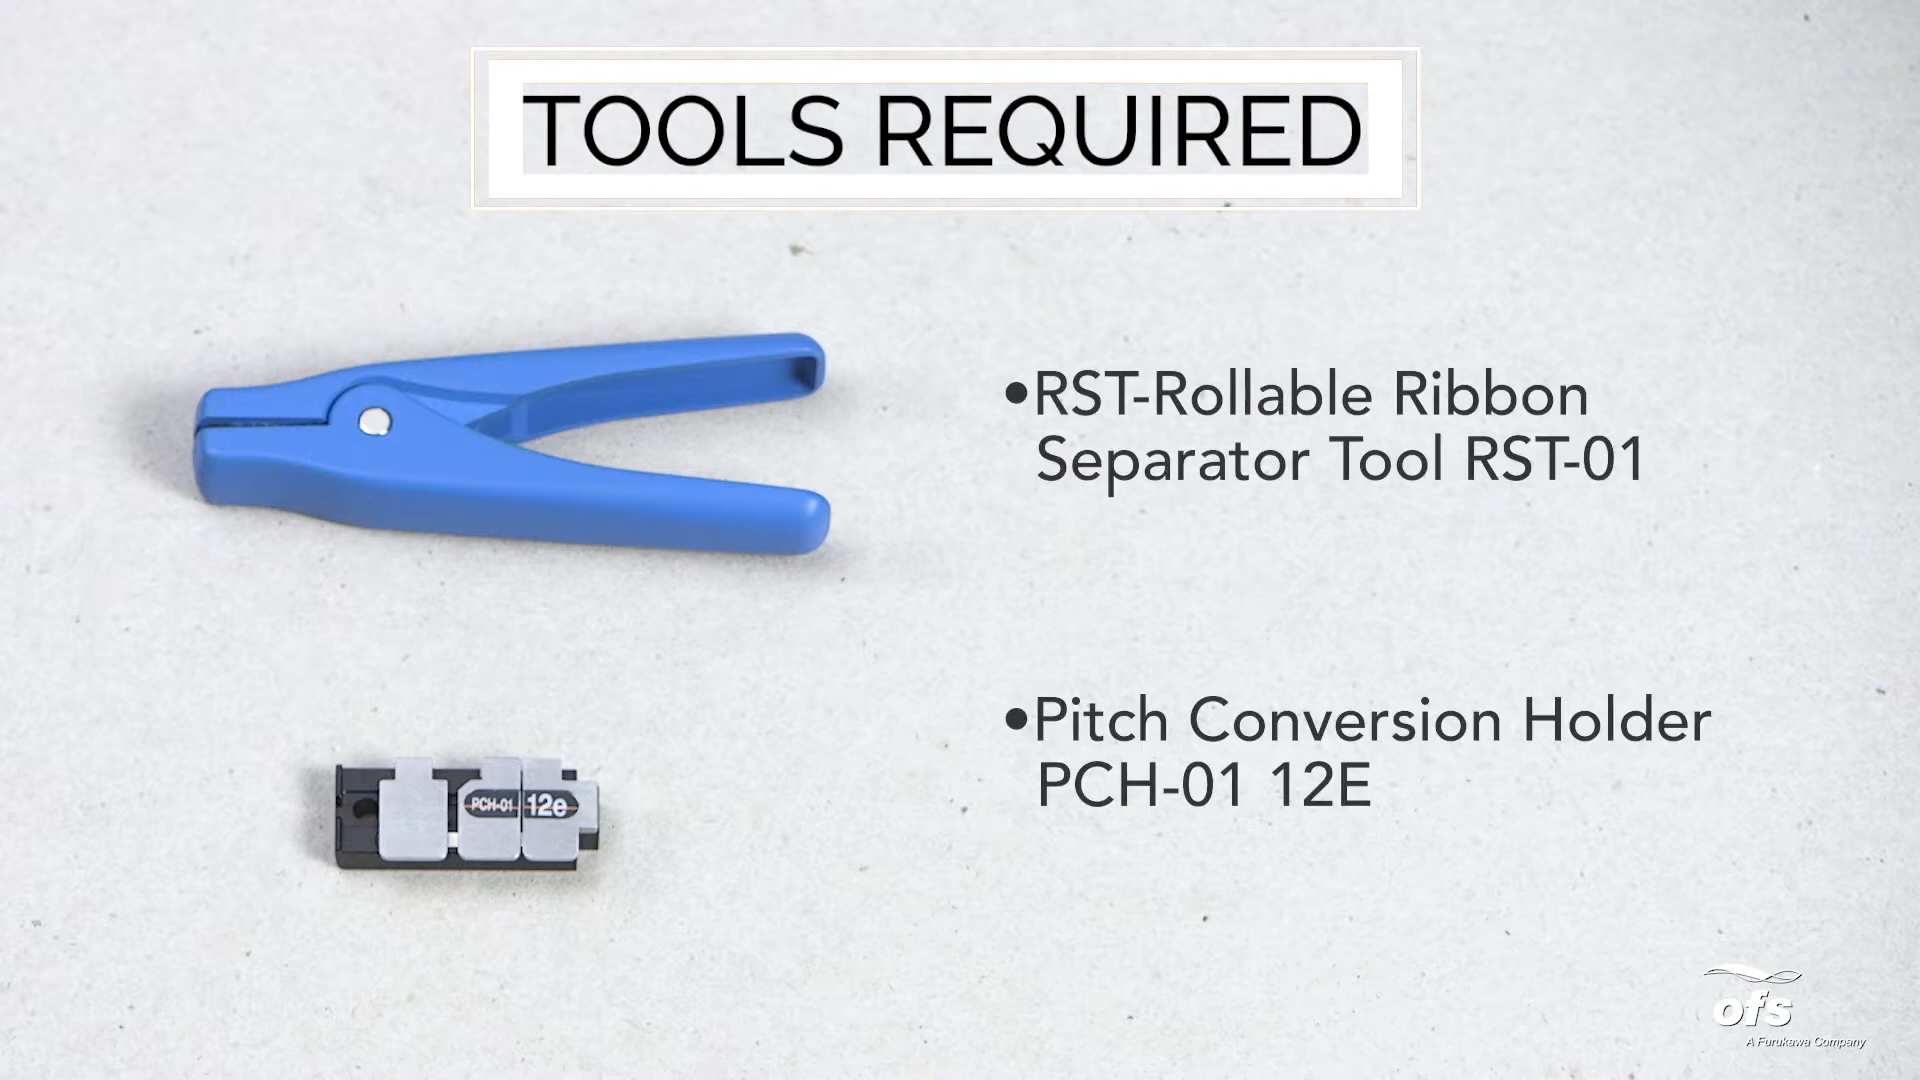 TOOLS REQUIRED
•RST-Rollable Ribbon
Separator Tool RST-01
•Pitch Conversion Holder
PCH-01 12E
PCH-01 12e
ofs
A Furukawa Company